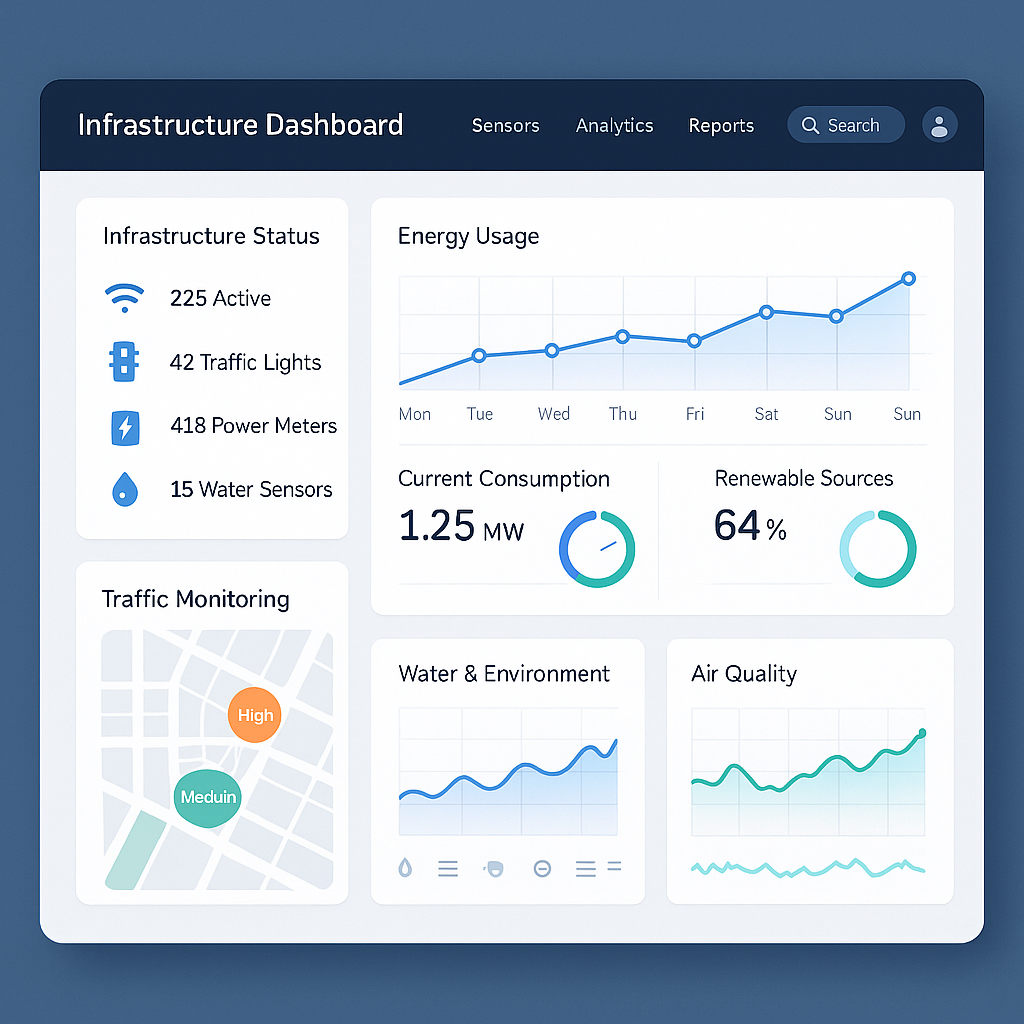 Infrastructure Dashboard
Sensors
Analytics
Reports
Search
Infrastructure Status
225 Active
42 Traffic Lights
418 Power Meters
15 Water Sensors
Energy Usage
Mon Tue Wed Thu Fri Sat Sun Sun
Current Consumption
1.25 MW
Renewable Sources
64 %
Traffic Monitoring
High
Meduin
Water & Environment
Air Quality